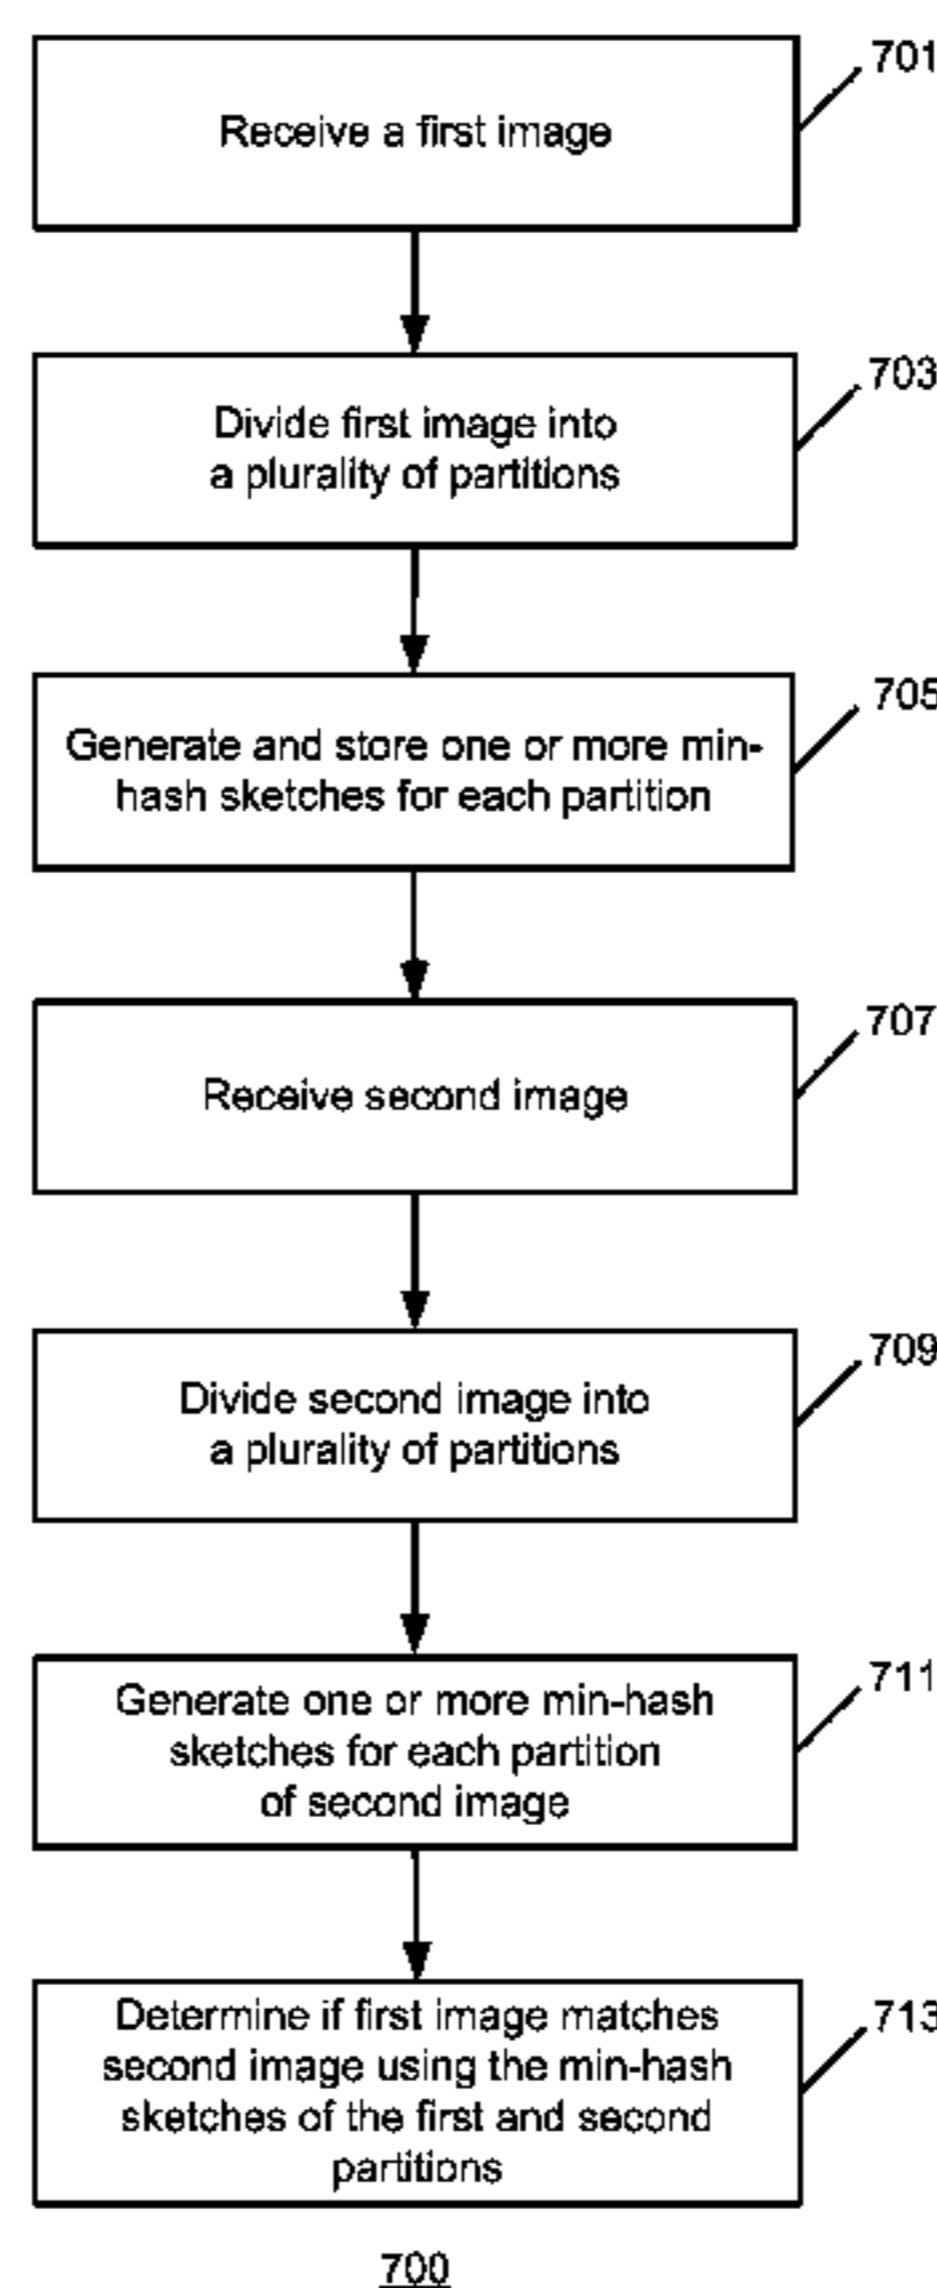 701
Receive a first image
703
Divide first image into
a plurality of partitions
705
Generate and store one or more min-
hash sketches for each partition
707
Receive second image
709
Divide second image into
a plurality of partitions
711
Generate one or more min-hash
sketches for each partition
of second image
713
Determine if first image matches
second image using the min-hash
sketches of the first and second
partitions
700